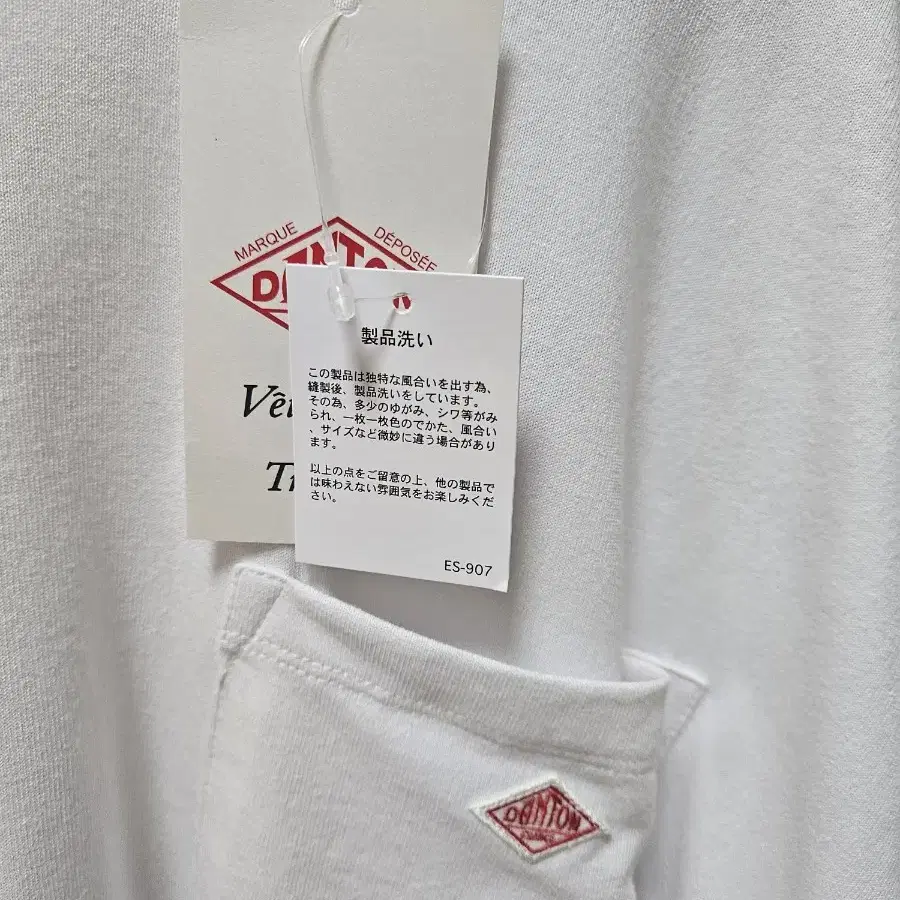 MARQUE DÉPOSÉE
製品洗い
この製品は独特な風合いを出す為、
縫製後、製品洗いをしています。
その為、多少のゆがみ、シワ等がみ
られ、一枚一枚色のでかた、風合い
、サイズなど微妙に違う場合があり
ます。
以上の点をご留意の上、他の製品で
は味わえない雰囲気をお楽しみくだ
さい。
ES-907
DANTON